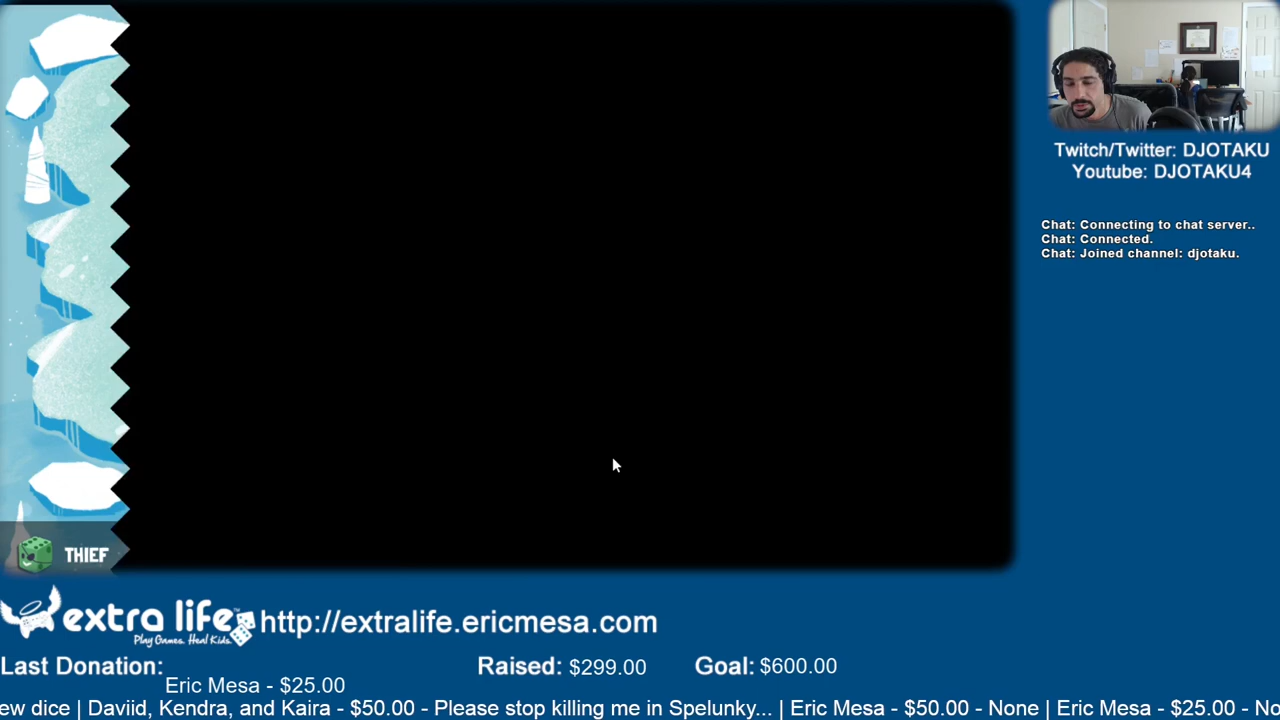 Twitch/Twitter: DJOTAKU
Youtube: DJOTAKU4
Chat: Connecting to chat server..
Chat: Connected.
Chat: Joined channel: djotaku.
THIEF
extra life
Play Games. Heal Kids.
http://extralife.ericmesa.com
Last Donation:
Eric Mesa - $25.00
Raised: $299.00
Goal: $600.00
ew dice | Daviid, Kendra, and Kaira - $50.00 - Please stop killing me in Spelunky... | Eric Mesa - $50.00 - None | Eric Mesa - $25.00 - No